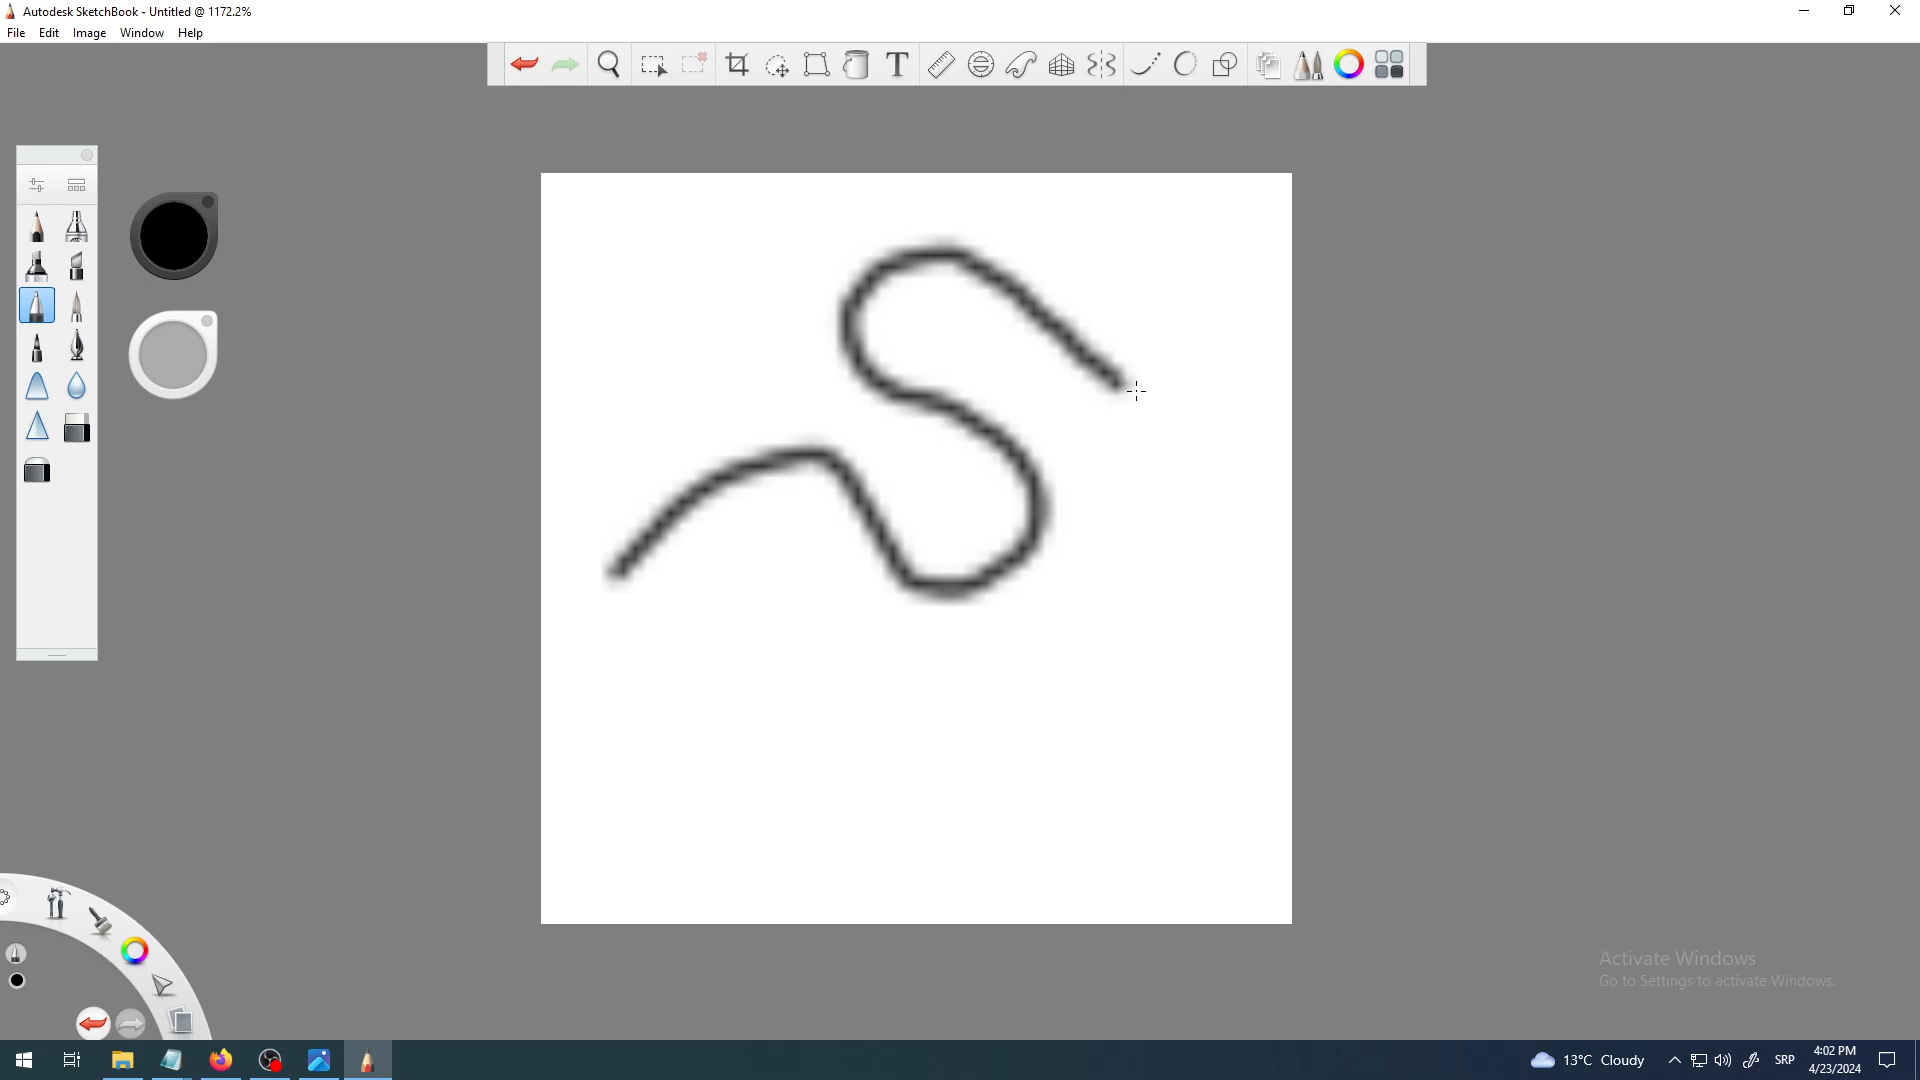 Autodesk SketchBook - Untitled @ 1172.2%
File Edit Image Window Help
T
Activate Windows
Go to Settings to activate Windows.
13°C Cloudy
SRP
4:02 PM
4/23/2024